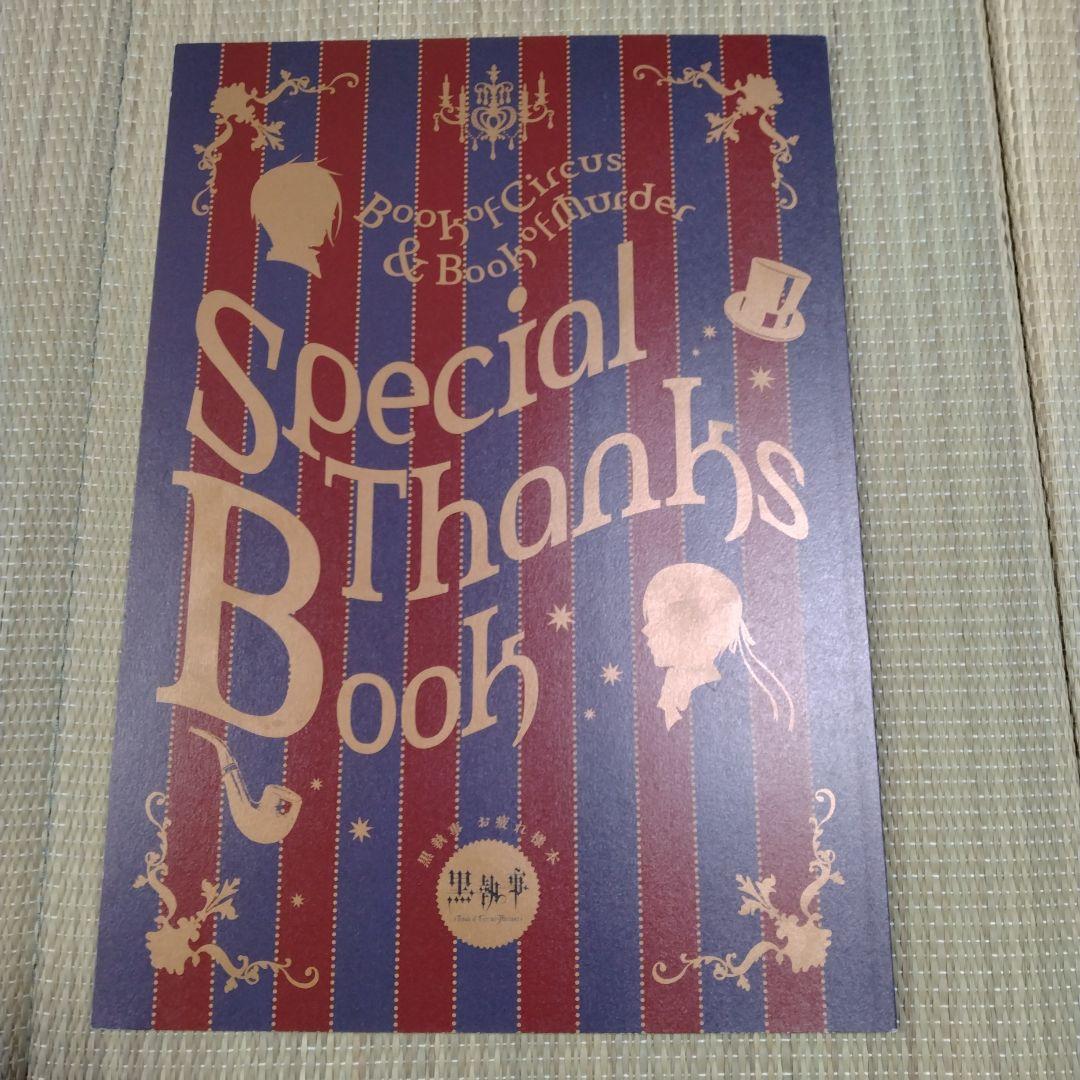 Book of Circus
& Book of Murder
Special
Thanks
Book
黒執事 お疲れ様本
黒執事